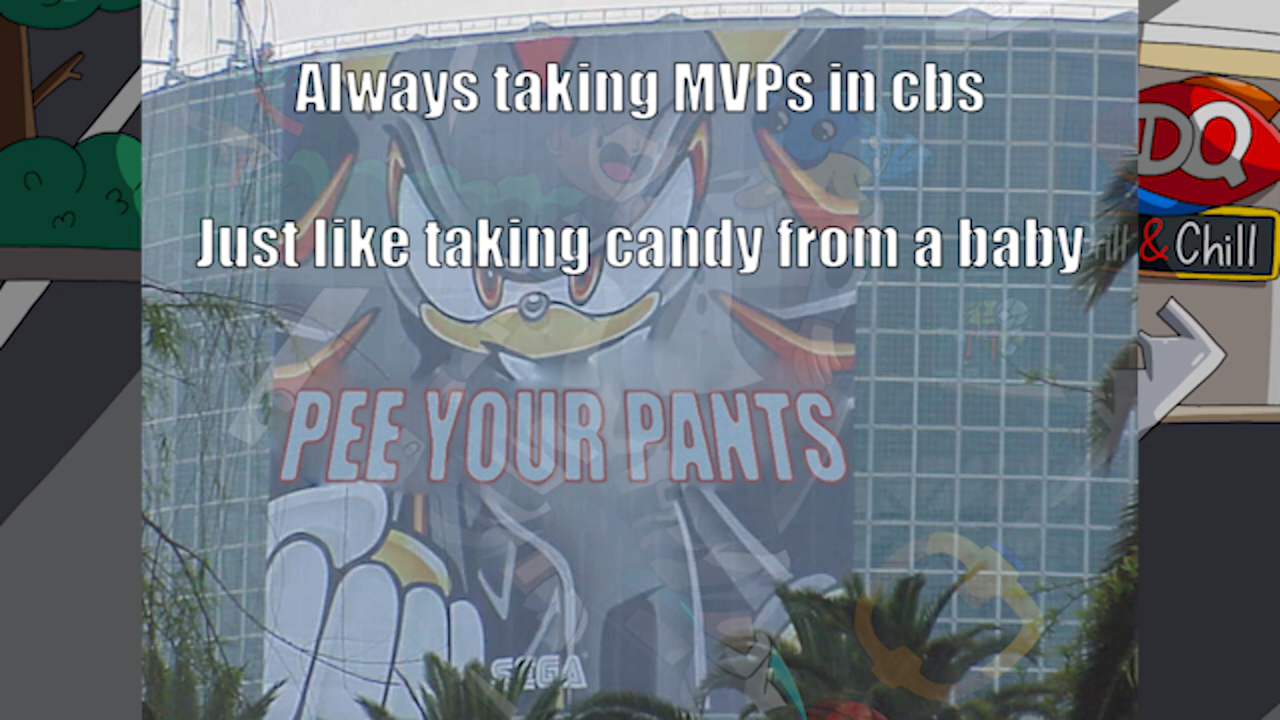 Always taking MVPs in cbs
DQ
Just like taking candy from a baby
& Chill
PEE YOUR PANTS
SEGA